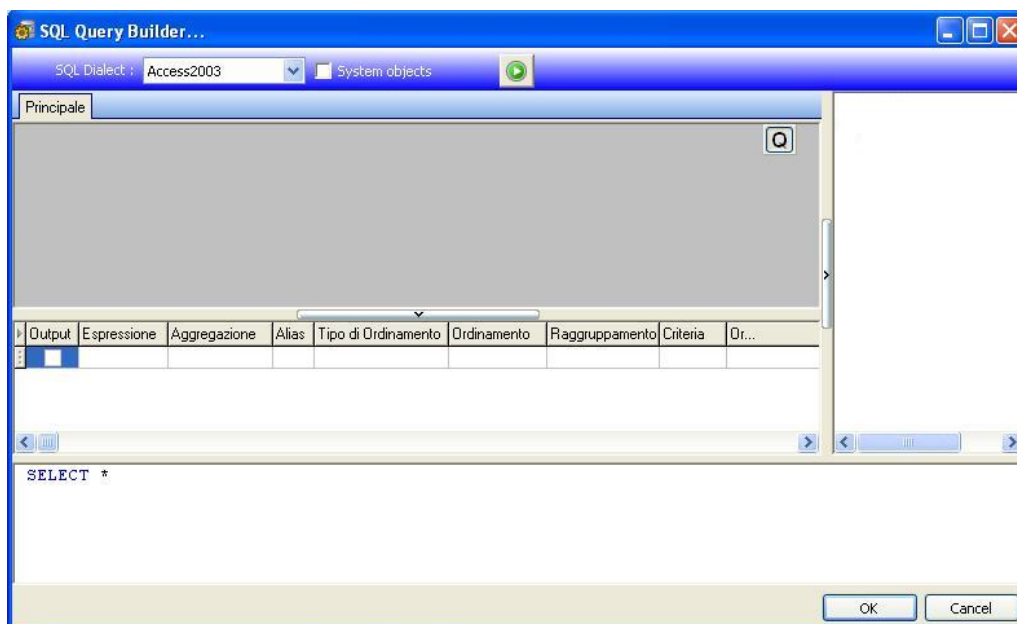 SQL Query Builder...
SQL Dialect : Access2003 System objects
Principale
Q
Output Espressione Aggregazione Alias Tipo di Ordinamento Ordinamento Raggruppamento Criteria Or...
SELECT *
OK Cancel